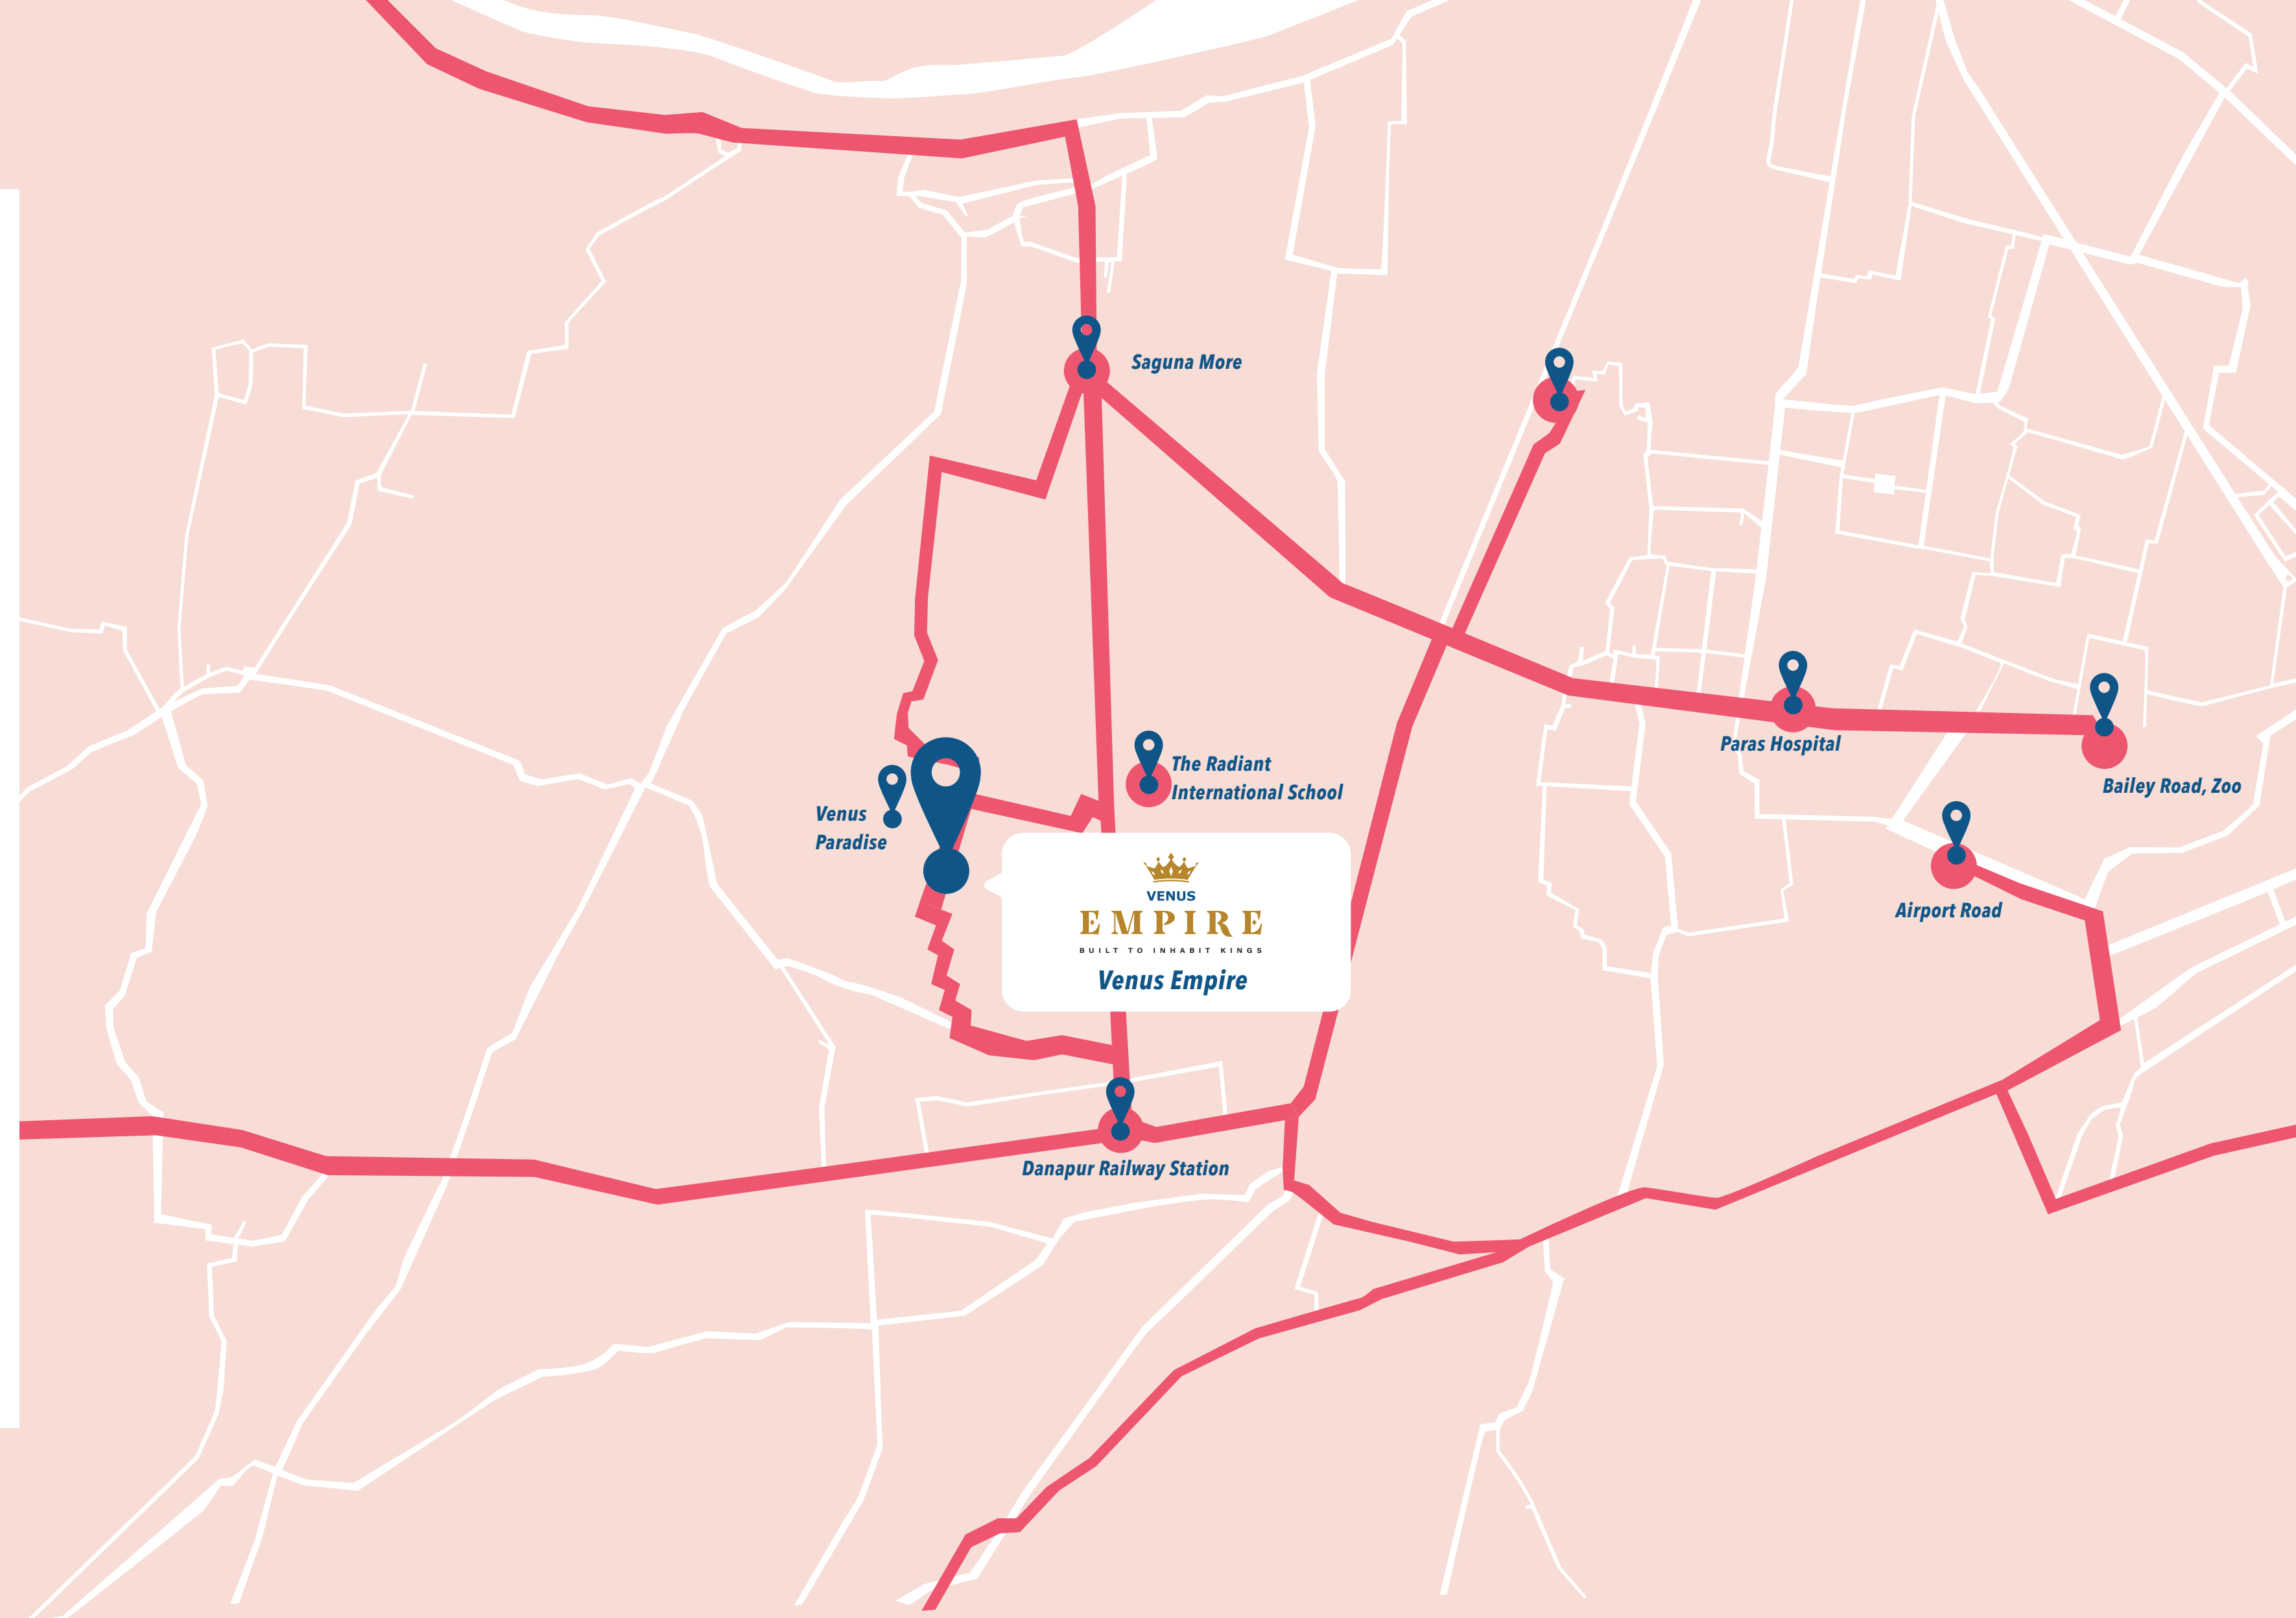 Saguna More
The Radiant
International School
Paras Hospital
Bailey Road, Zoo
Venus
Paradise
VENUS
EMPIRE
BUILT TO INHABIT KINGS
Venus Empire
Airport Road
Danapur Railway Station